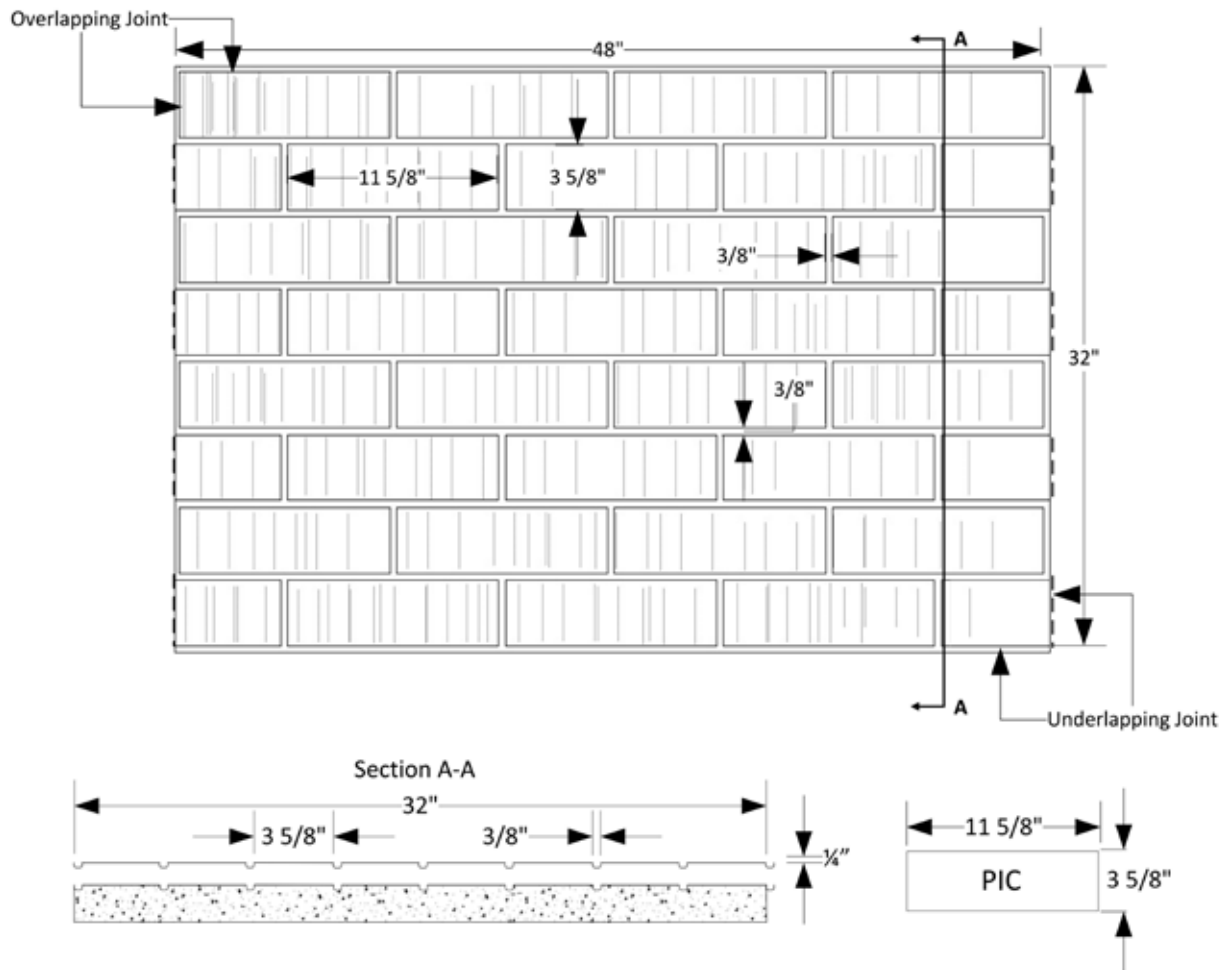 Overlapping Joint
48"
A
11 5/8"
3 5/8"
3/8"
32"
3/8"
A
Underlapping Joint
Section A-A
32"
3 5/8"
3/8"
¼”
11 5/8"
PIC
3 5/8"